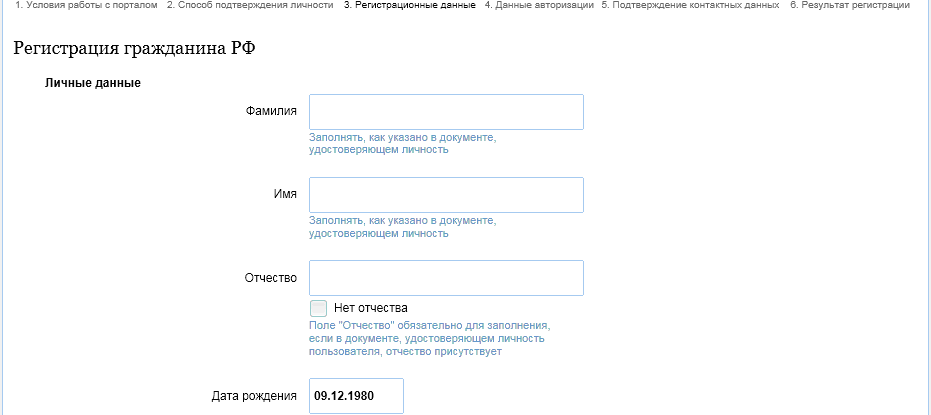 1. Условия работы с порталом 2. Способ подтверждения личности 3. Регистрационные данные 4. Данные авторизации 5. Подтверждение контактных данных 6. Результат регистрации
Регистрация гражданина РФ
Личные данные
Фамилия
Заполнять, как указано в документе,
удостоверяющем личность
Имя
Заполнять, как указано в документе,
удостоверяющем личность
Отчество
Нет отчества
Поле "Отчество" обязательно для заполнения,
если в документе, удостоверяющем личность
пользователя, отчество присутствует
Дата рождения 09.12.1980